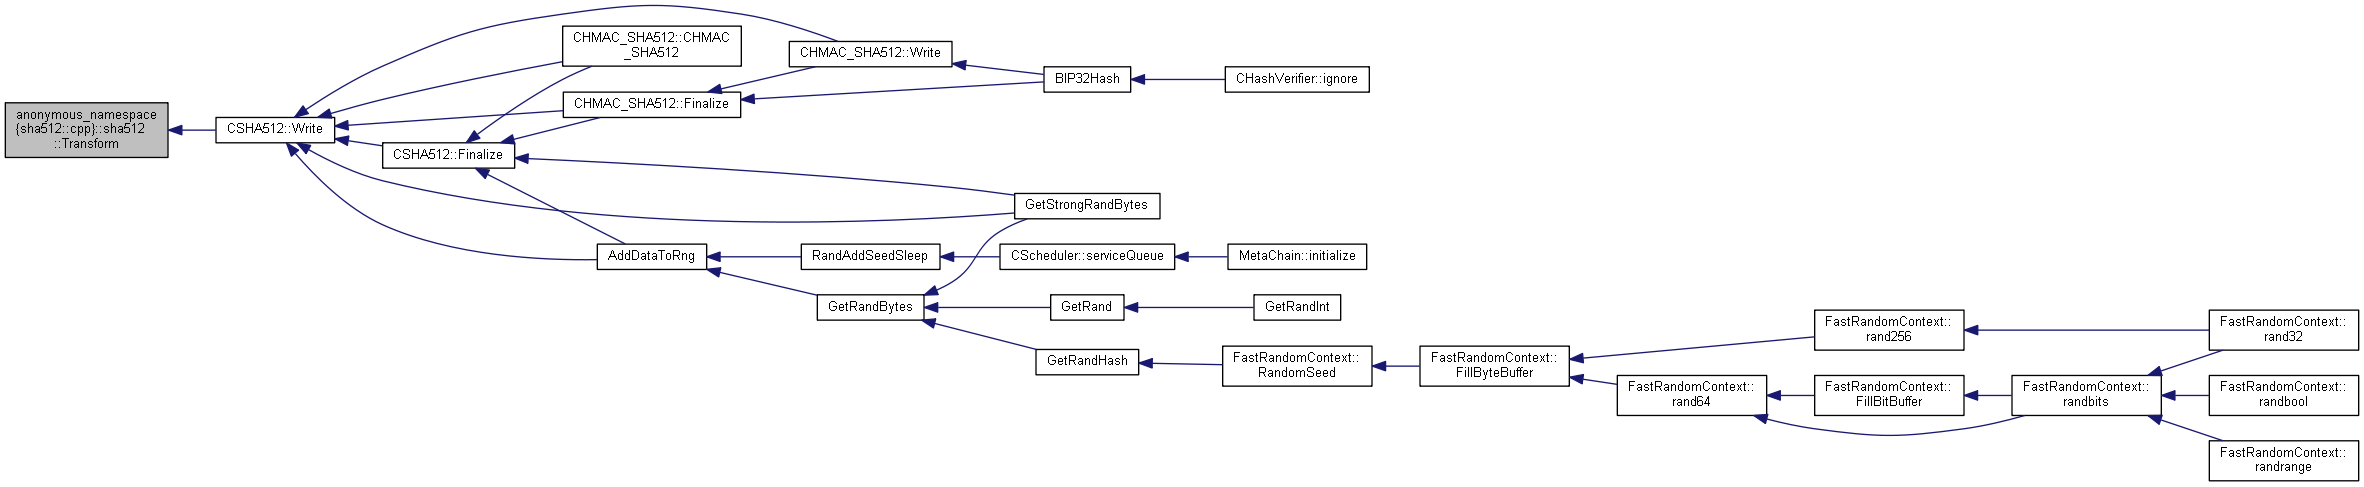 anonymous_namespace
{sha512::cpp}::sha512
::Transform
CSHA512::Write
CHMAC_SHA512::CHMAC
_SHA512
CHMAC_SHA512::Finalize
CSHA512::Finalize
CHMAC_SHA512::Write
BIP32Hash
CHashVerifier::ignore
GetStrongRandBytes
AddDataToRng
RandAddSeedSleep
CScheduler::serviceQueue
MetaChain::initialize
GetRandBytes
GetRand
GetRandInt
GetRandHash
FastRandomContext::
RandomSeed
FastRandomContext::
FillByteBuffer
FastRandomContext::
rand256
FastRandomContext::
rand64
FastRandomContext::
FillBitBuffer
FastRandomContext::
randbits
FastRandomContext::
rand32
FastRandomContext::
randbool
FastRandomContext::
randrange